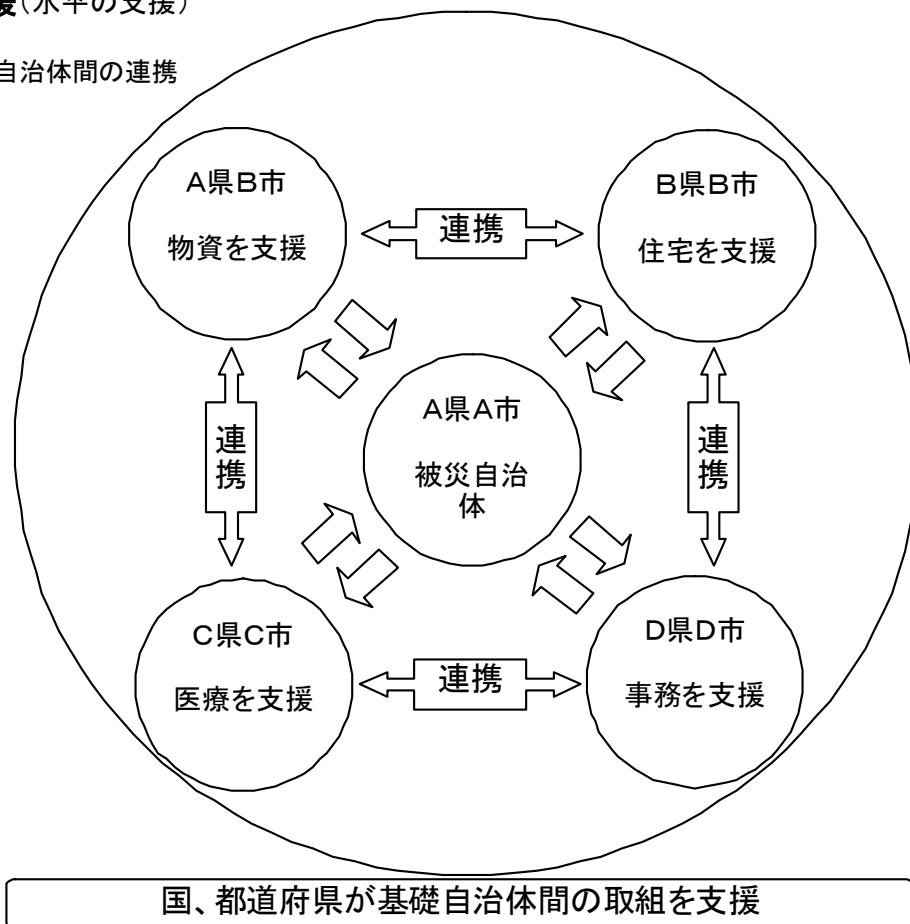 援(水平の支援)
自治体間の連携
A県B市
物資を支援
連携
B県B市
住宅を支援
連携
A県A市
被災自治
体
連携
C県C市
医療を支援
連携
D県D市
事務を支援
国、都道府県が基礎自治体間の取組を支援